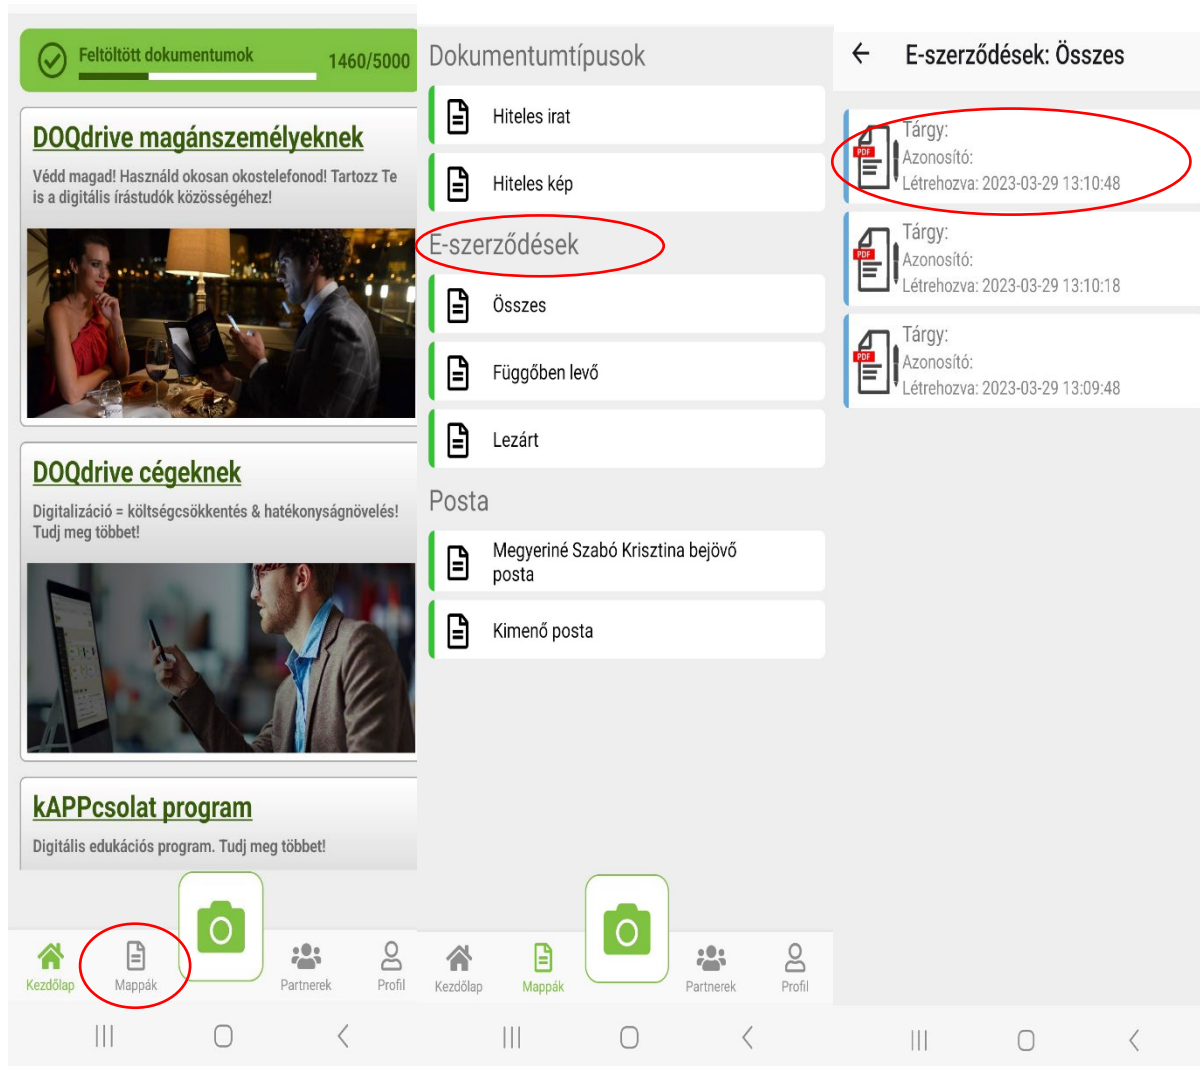 Feltöltött dokumentumok
1460/5000
DOQdrive magánszemélyeknek
Védd magad! Használd okosan okostelefonod! Tartozz Te
is a digitális írástudók közösségéhez!
DOQdrive cégeknek
Digitalizáció = költségcsökkentés & hatékonyságnövelés!
Tudj meg többet!
kAPPcsolat program
Digitális edukációs program. Tudj meg többet!
Kezdőlap
Mappák
Partnerek
Profil
Dokumentumtípusok
Hiteles irat
Hiteles kép
E-szerződések
Összes
Függőben levő
Lezárt
Posta
Megyeriné Szabó Krisztina bejövő
posta
Kimenő posta
Kezdőlap
Mappák
Partnerek
Profil
E-szerződések: Összes
PDF
Tárgy:
Azonosító:
Létrehozva: 2023-03-29 13:10:48
PDF
Tárgy:
Azonosító:
Létrehozva: 2023-03-29 13:10:18
PDF
Tárgy:
Azonosító:
Létrehozva: 2023-03-29 13:09:48